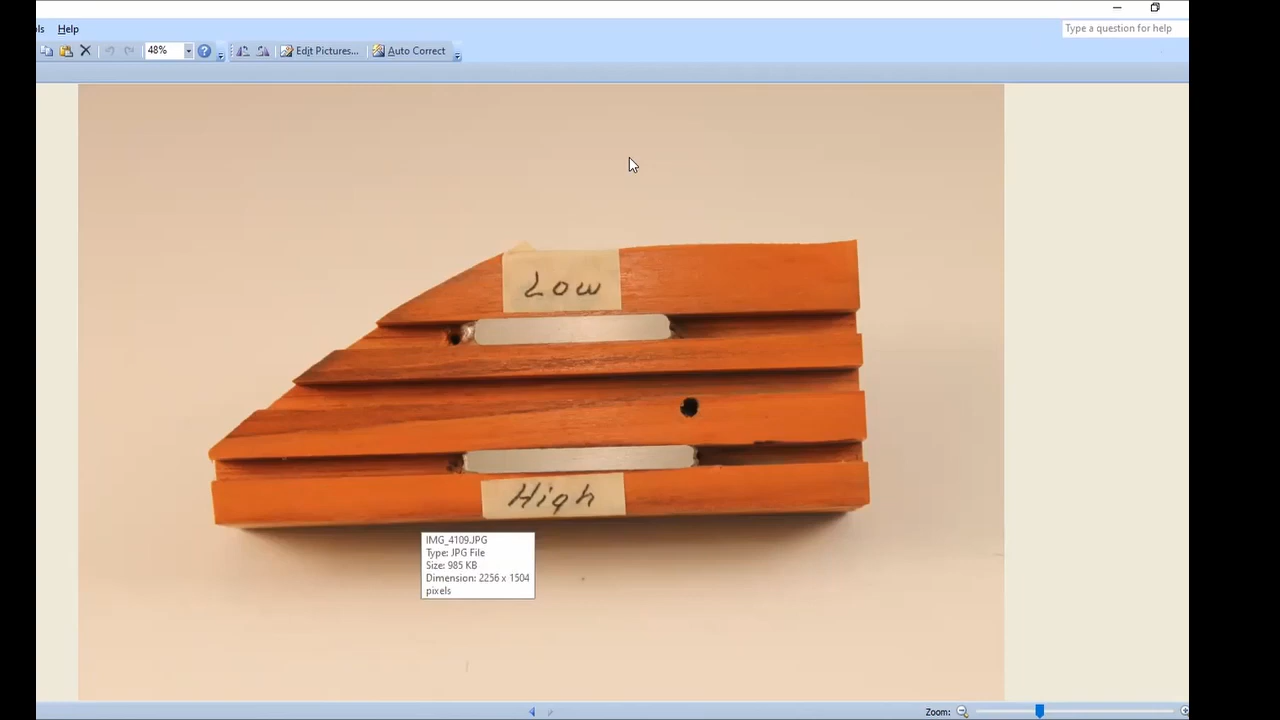 ls Help
Type a question for help
48%
Edit Pictures...
Auto Correct
Low
High
IMG_4109.JPG
Type: JPG File
Size: 985 KB
Dimension: 2256 x 1504
pixels
Zoom: